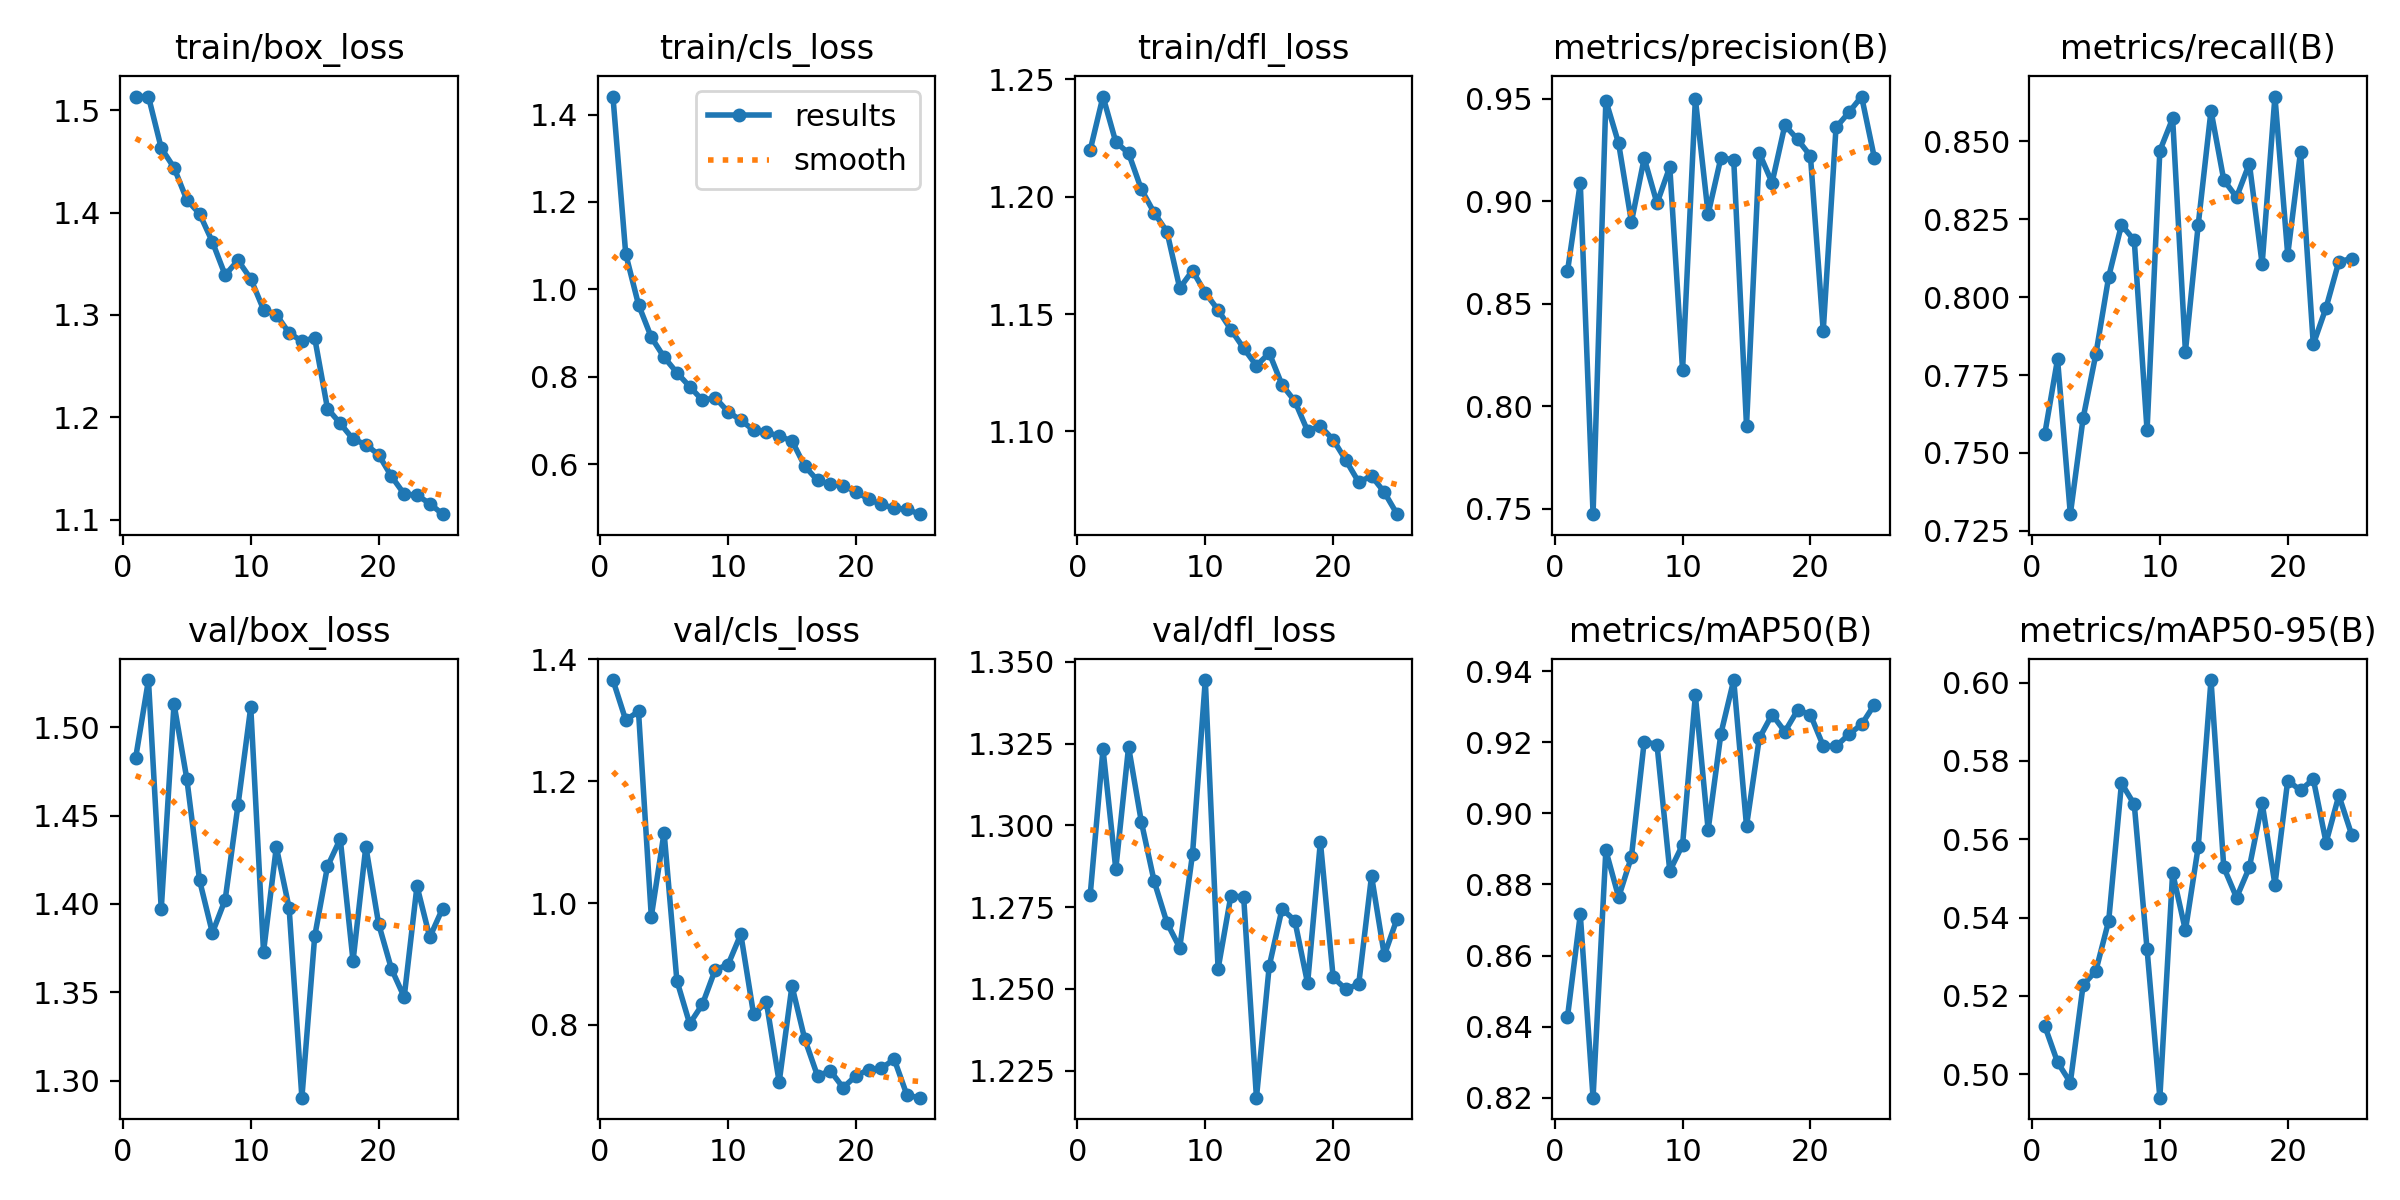 train/box_loss
1.5
1.4
1.3
1.2
1.1
0 10 20
train/cls_loss
results
smooth
1.4
1.2
1.0
0.8
0.6
0 10 20
train/dfl_loss
1.25
1.20
1.15
1.10
0 10 20
metrics/precision(B)
0.95
0.90
0.85
0.80
0.75
0 10 20
metrics/recall(B)
0.850
0.825
0.800
0.775
0.750
0.725
0 10 20
val/box_loss
1.50
1.45
1.40
1.35
1.30
0 10 20
val/cls_loss
1.4
1.2
1.0
0.8
0 10 20
val/dfl_loss
1.350
1.325
1.300
1.275
1.250
1.225
0 10 20
metrics/mAP50(B)
0.94
0.92
0.90
0.88
0.86
0.84
0.82
0 10 20
metrics/mAP50-95(B)
0.60
0.58
0.56
0.54
0.52
0.50
0 10 20